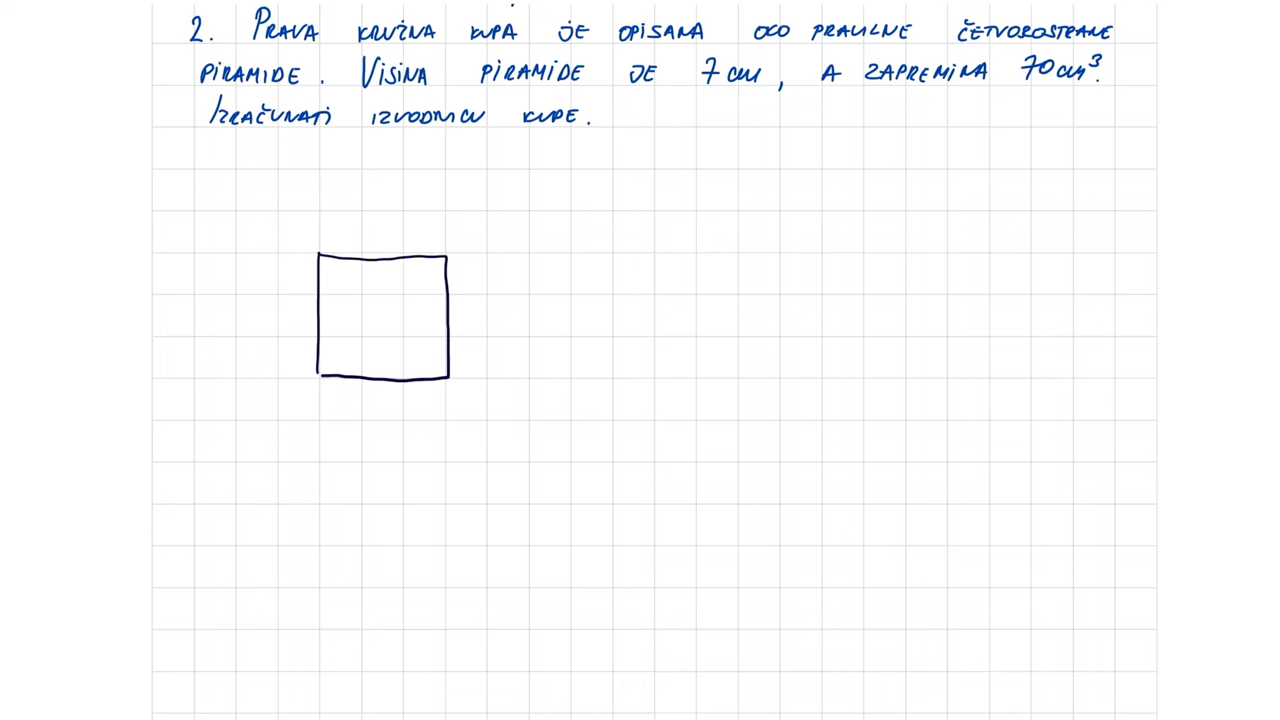 2. PRAVA KRUŽNA KUPA JE OPISANA OKO PRAVILNE ČETVOROSTRANE
PIRAMIDE. VISINA PIRAMIDE JE 7 cm, A ZAPREMINA 70 cm³.
IZRAČUNATI IZVODNICU KUPE.